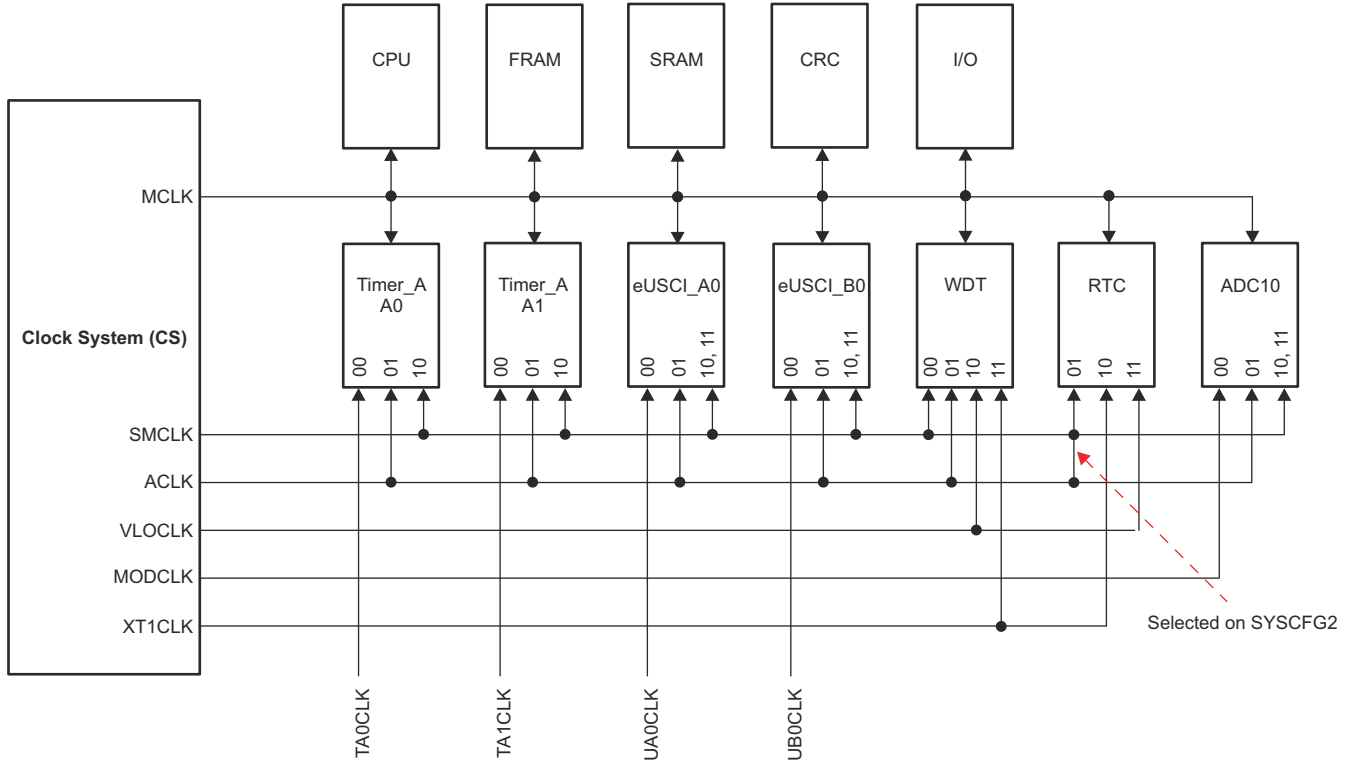 CPU
FRAM
SRAM
CRC
I/O
MCLK
Timer_A
A0
Timer_A
A1
eUSCI_A0
eUSCI_B0
WDT
RTC
ADC10
Clock System (CS)
00
01
10
00
01
10
00
01
10, 11
00
01
10, 11
00
01
10
11
01
10
11
00
01
10, 11
SMCLK
ACLK
VLOCLK
MODCLK
XT1CLK
Selected on SYSCFG2
TA0CLK
TA1CLK
UA0CLK
UB0CLK